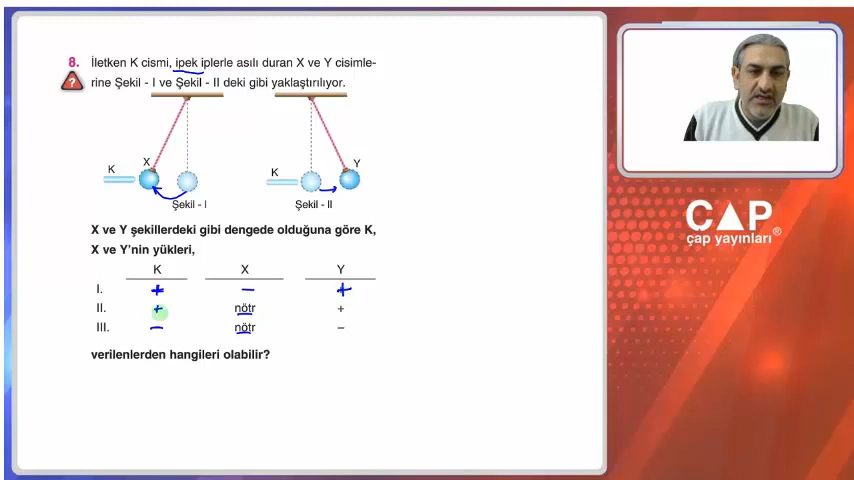 8. İletken K cismi, ipek iplerle asılı duran X ve Y cisimle-
? rine Şekil - I ve Şekil - II deki gibi yaklaştırılıyor.
X Y
K K
Şekil - I Şekil - II
X ve Y şekillerdeki gibi dengede olduğuna göre K,
X ve Y'nin yükleri,
K X Y
I. + − +
II. + nötr +
III. − nötr −
verilenlerden hangileri olabilir?
ÇAP
çap yayınları®